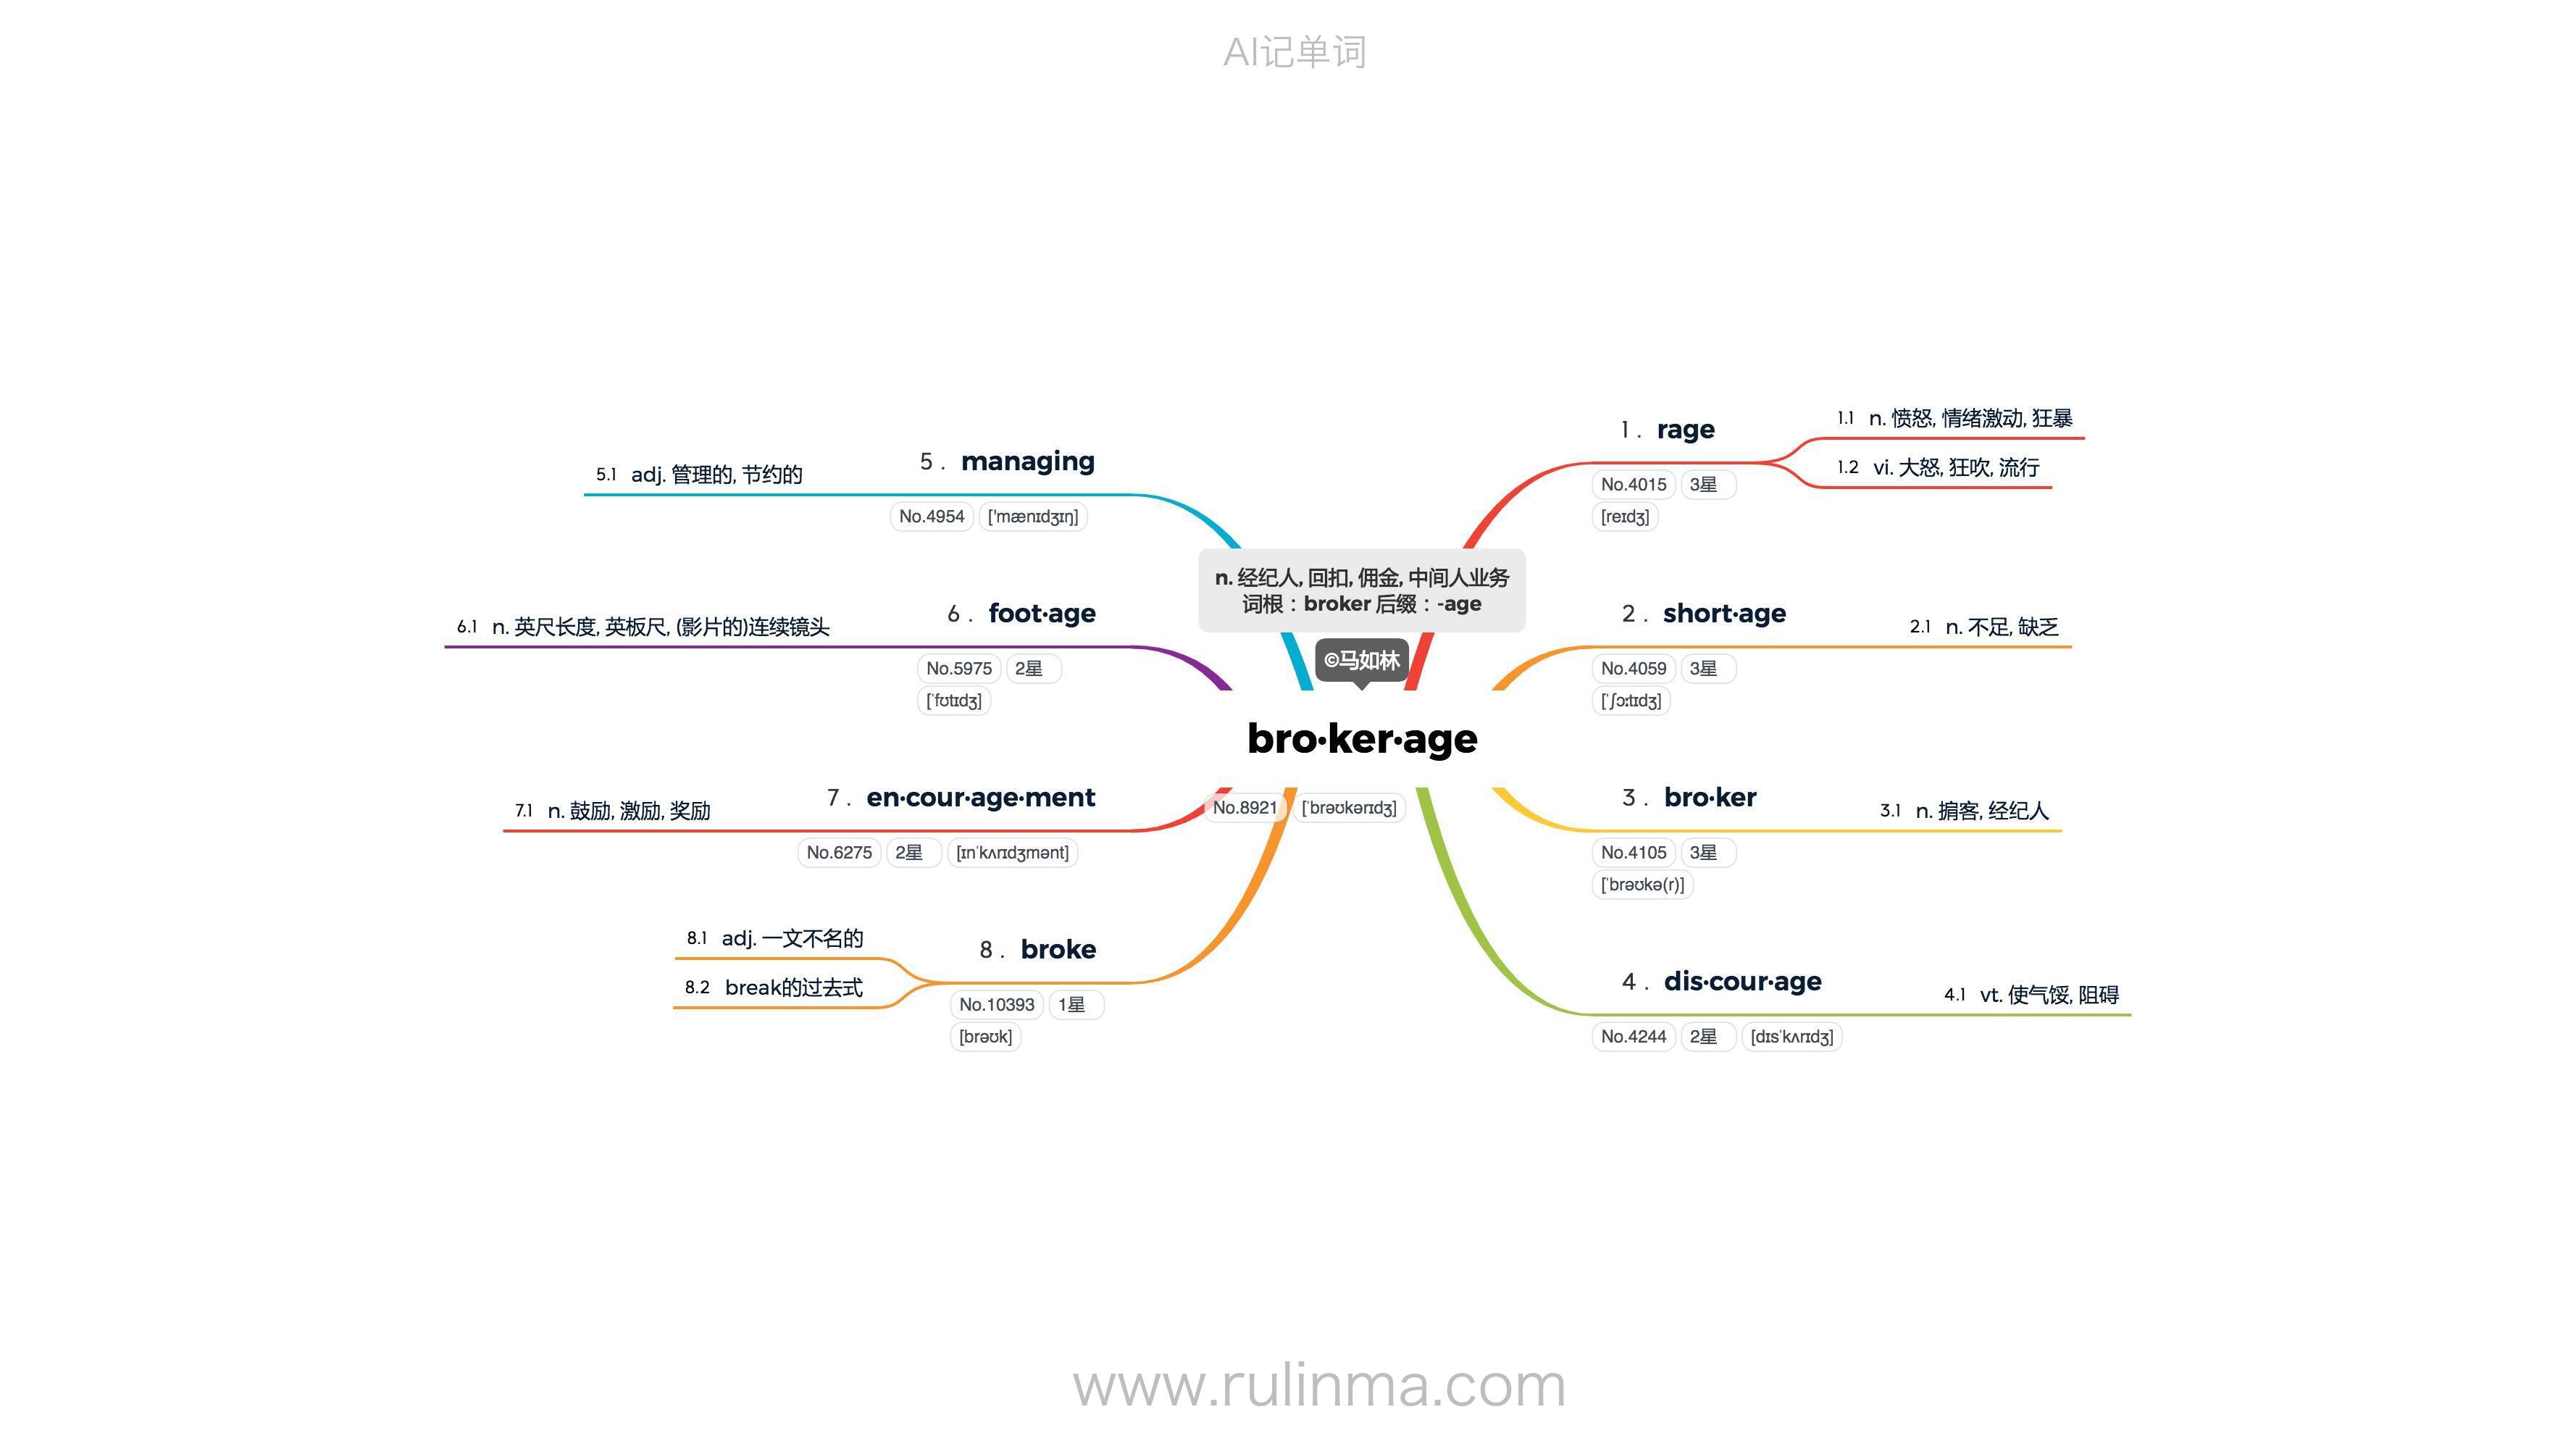 AI记单词
n. 经纪人, 回扣, 佣金, 中间人业务
词根：broker 后缀：-age
©马如林
bro·ker·age
No.8921 [ˈbrəʊkərɪdʒ]
1 . rage
No.4015 3星
[reɪdʒ]
1.1 n. 愤怒, 情绪激动, 狂暴
1.2 vi. 大怒, 狂吹, 流行
2 . short·age
No.4059 3星
[ˈʃɔːtɪdʒ]
2.1 n. 不足, 缺乏
3 . bro·ker
No.4105 3星
[ˈbrəʊkə(r)]
3.1 n. 掮客, 经纪人
4 . dis·cour·age
No.4244 2星 [dɪsˈkʌrɪdʒ]
4.1 vt. 使气馁, 阻碍
5 . managing
No.4954 ['mænɪdʒɪŋ]
5.1 adj. 管理的, 节约的
6 . foot·age
No.5975 2星
[ˈfʊtɪdʒ]
6.1 n. 英尺长度, 英板尺, (影片的)连续镜头
7 . en·cour·age·ment
No.6275 2星 [ɪnˈkʌrɪdʒmənt]
7.1 n. 鼓励, 激励, 奖励
8 . broke
No.10393 1星
[brəʊk]
8.1 adj. 一文不名的
8.2 break的过去式
www.rulinma.com